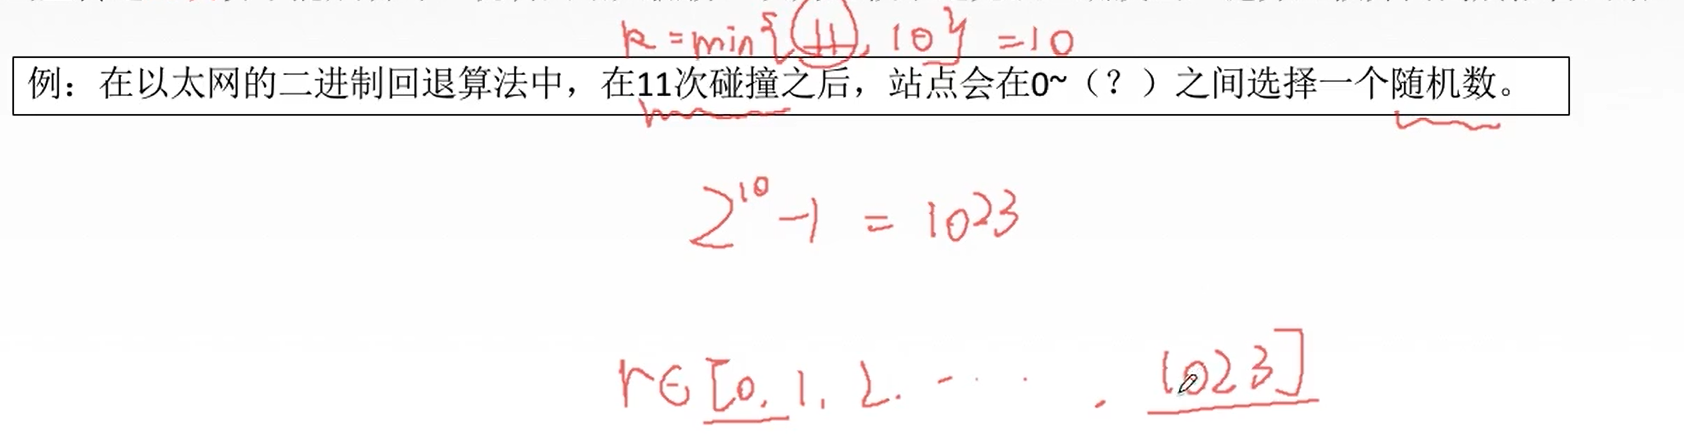 k = min{11, 10} = 10
例：在以太网的二进制回退算法中，在11次碰撞之后，站点会在0~（？）之间选择一个随机数。
2^10 -1 = 1023
r∈[0, 1, 2. - · · · . 1023]